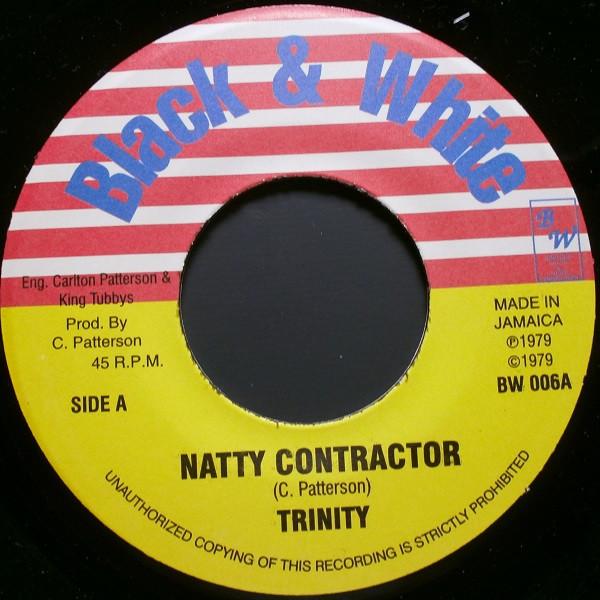 Black & White
B
W
Eng. Carlton Patterson &
King Tubbys
Prod. By
C. Patterson
45 R.P.M.
SIDE A
MADE IN
JAMAICA
℗1979
©1979
BW 006A
NATTY CONTRACTOR
(C. Patterson)
TRINITY
UNAUTHORIZED COPYING OF THIS RECORDING IS STRICTLY PROHIBITED